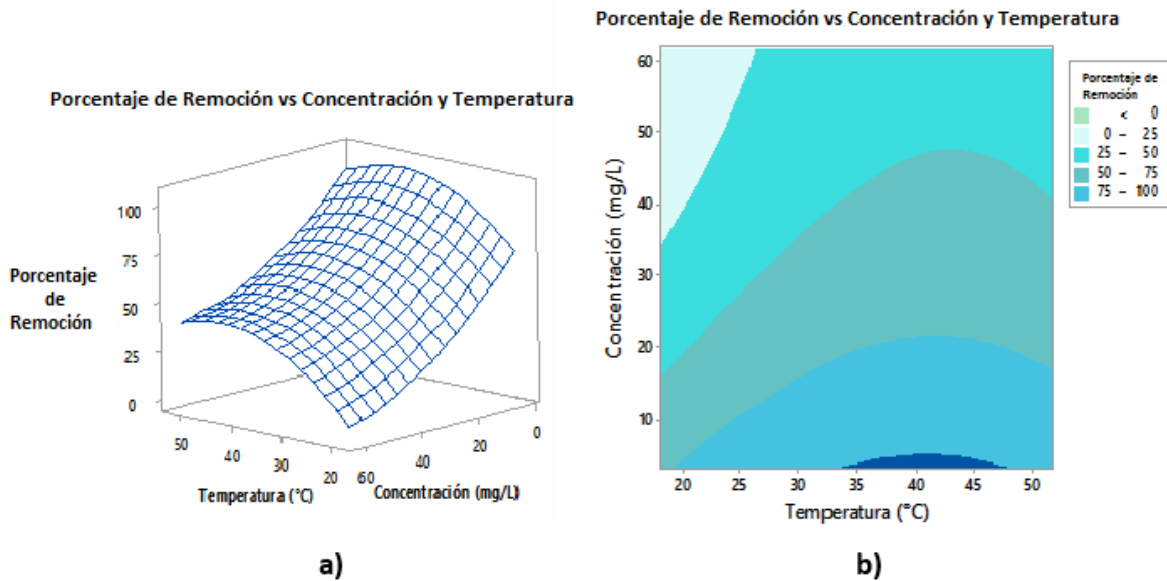 Porcentaje de Remoción vs Concentración y Temperatura
100
75
50
25
0
Porcentaje
de
Remoción
50
40
30
20
60
40
20
0
Temperatura (°C)
Concentración (mg/L)
a)
Porcentaje de Remoción vs Concentración y Temperatura
60
50
40
30
20
10
Concentración (mg/L)
20 25 30 35 40 45 50
Temperatura (°C)
Porcentaje de
Remoción
< 0
0 – 25
25 – 50
50 – 75
75 – 100
b)